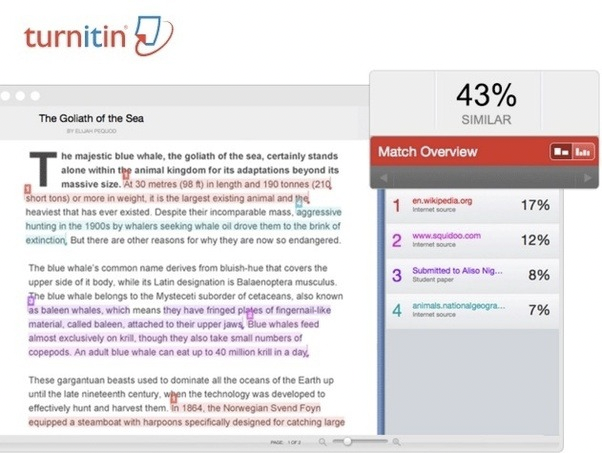 turnitin
The Goliath of the Sea
BY ELIJAH PEQUOD
43%
SIMILAR
Match Overview
The majestic blue whale, the goliath of the sea, certainly stands
alone within the animal kingdom for its adaptations beyond its
massive size. At 30 metres (98 ft) in length and 190 tonnes (210
short tons) or more in weight, it is the largest existing animal and the
heaviest that has ever existed. Despite their incomparable mass, aggressive
hunting in the 1900s by whalers seeking whale oil drove them to the brink of
extinction. But there are other reasons for why they are now so endangered.
The blue whale's common name derives from bluish-hue that covers the
upper side of its body, while its Latin designation is Balaenoptera musculus.
The blue whale belongs to the Mysteceti suborder of cetaceans, also known
as baleen whales, which means they have fringed plates of fingernail-like
material, called baleen, attached to their upper jaws. Blue whales feed
almost exclusively on krill, though they also take small numbers of
copepods. An adult blue whale can eat up to 40 million krill in a day.
These gargantuan beasts used to dominate all the oceans of the Earth up
until the late nineteenth century, when the technology was developed to
effectively hunt and harvest them. In 1864, the Norwegian Svend Foyn
equipped a steamboat with harpoons specifically designed for catching large
1 en.wikipedia.org 17%
Internet source
2 www.squidoo.com 12%
Internet source
3 Submitted to Aliso Nig... 8%
Student paper
4 animals.nationalgeogra... 7%
Internet source
PAGE: 1 OF 2